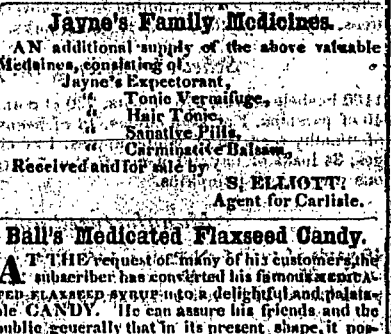 Jayne's Family Medicines.
AN additional supply of the above valuable
Medcines, consisting of
Jayne's Expectorant,
" Tonic Vermifuge,
" Hair Tonic,
" Sanative Pills,
" Carminative Balsam,
Received and for sale by
S. ELLIOTT.
Agent for Carlisle.
Ball's Medicated Flaxseed Candy.
AT THE request of many of his customers, the
subscriber has converted his famous MEDICA-
TED FLAXSEED SYRUP into a delightful and palata-
ble CANDY. He can assure his friends and the
public generally that in its present shape, it pos-